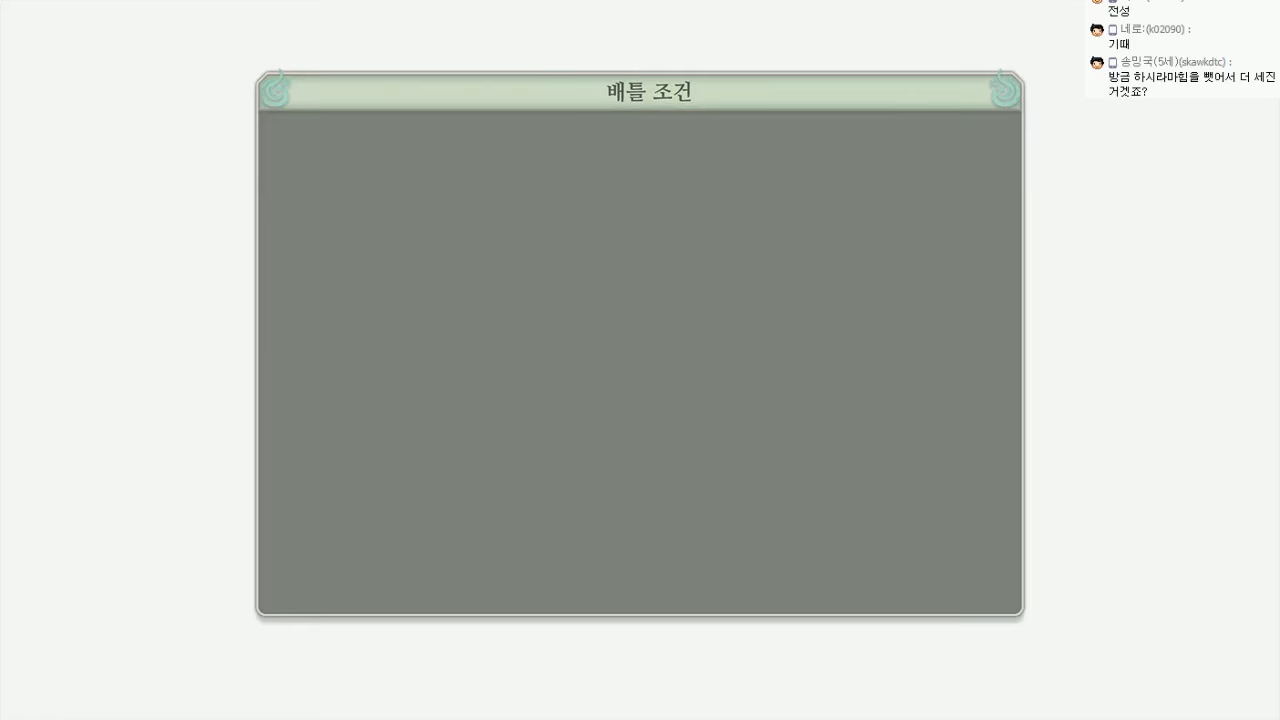 배틀 조건
전성
네로:(k02090) :
기때
송밍국(5세)(skawkdtc) :
방금 하시라마힘을 뺏어서 더 세진
거겟죠?